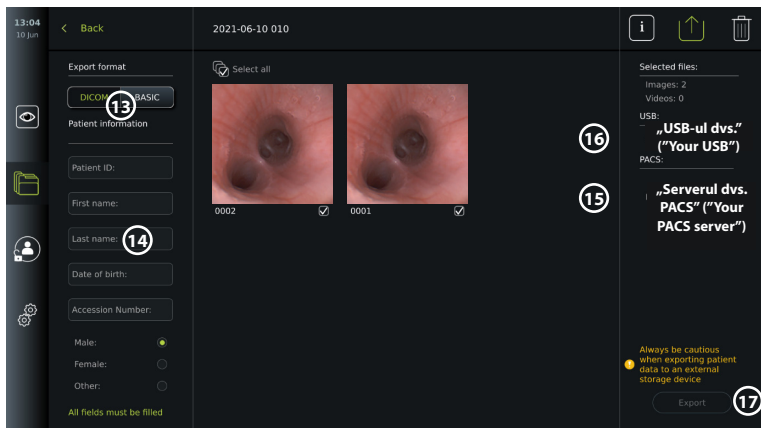 13:04
10 Jun
Back
2021-06-10 010
i
Export format
DICOM
BASIC
13
Patient information
Patient ID:
First name:
Last name:
14
Date of birth:
Accession Number:
Male:
Female:
Other:
All fields must be filled
Select all
0002
0001
Selected files:
Images: 2
Videos: 0
USB:
16
„USB-ul dvs.”
(”Your USB”)
PACS:
15
„Serverul dvs.
PACS” (”Your
PACS server”)
Always be cautious
when exporting patient
data to an external
storage device
Export
17